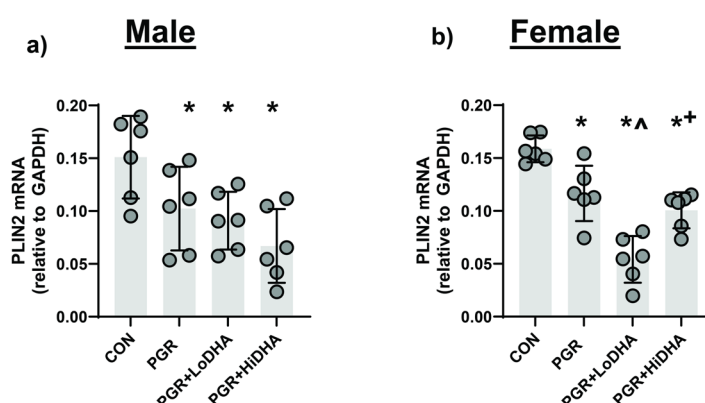 a)
Male
PLIN2 mRNA
(relative to GAPDH)
0.20
0.15
0.10
0.05
0.00
* * *
CON
PGR
PGR+LoDHA
PGR+HiDHA
b)
Female
PLIN2 mRNA
(relative to GAPDH)
0.20
0.15
0.10
0.05
0.00
* *^ *+
CON
PGR
PGR+LoDHA
PGR+HiDHA